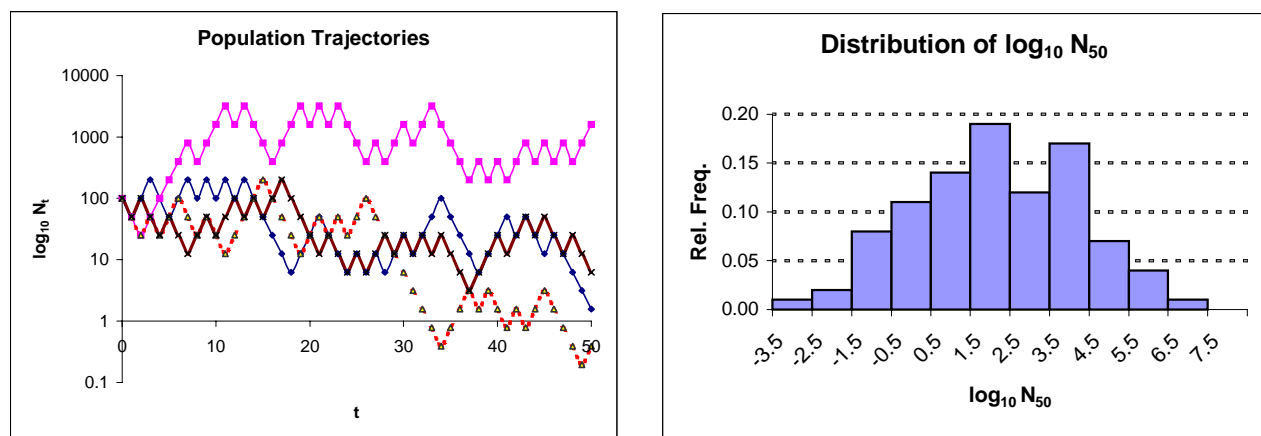 Population Trajectories
10000
1000
100
10
1
0.1
log10 Nt
0 10 20 30 40 50
t
Distribution of log10 N50
0.20
0.15
0.10
0.05
0.00
Rel. Freq.
-3.5 -2.5 -1.5 -0.5 0.5 1.5 2.5 3.5 4.5 5.5 6.5 7.5
log10 N50